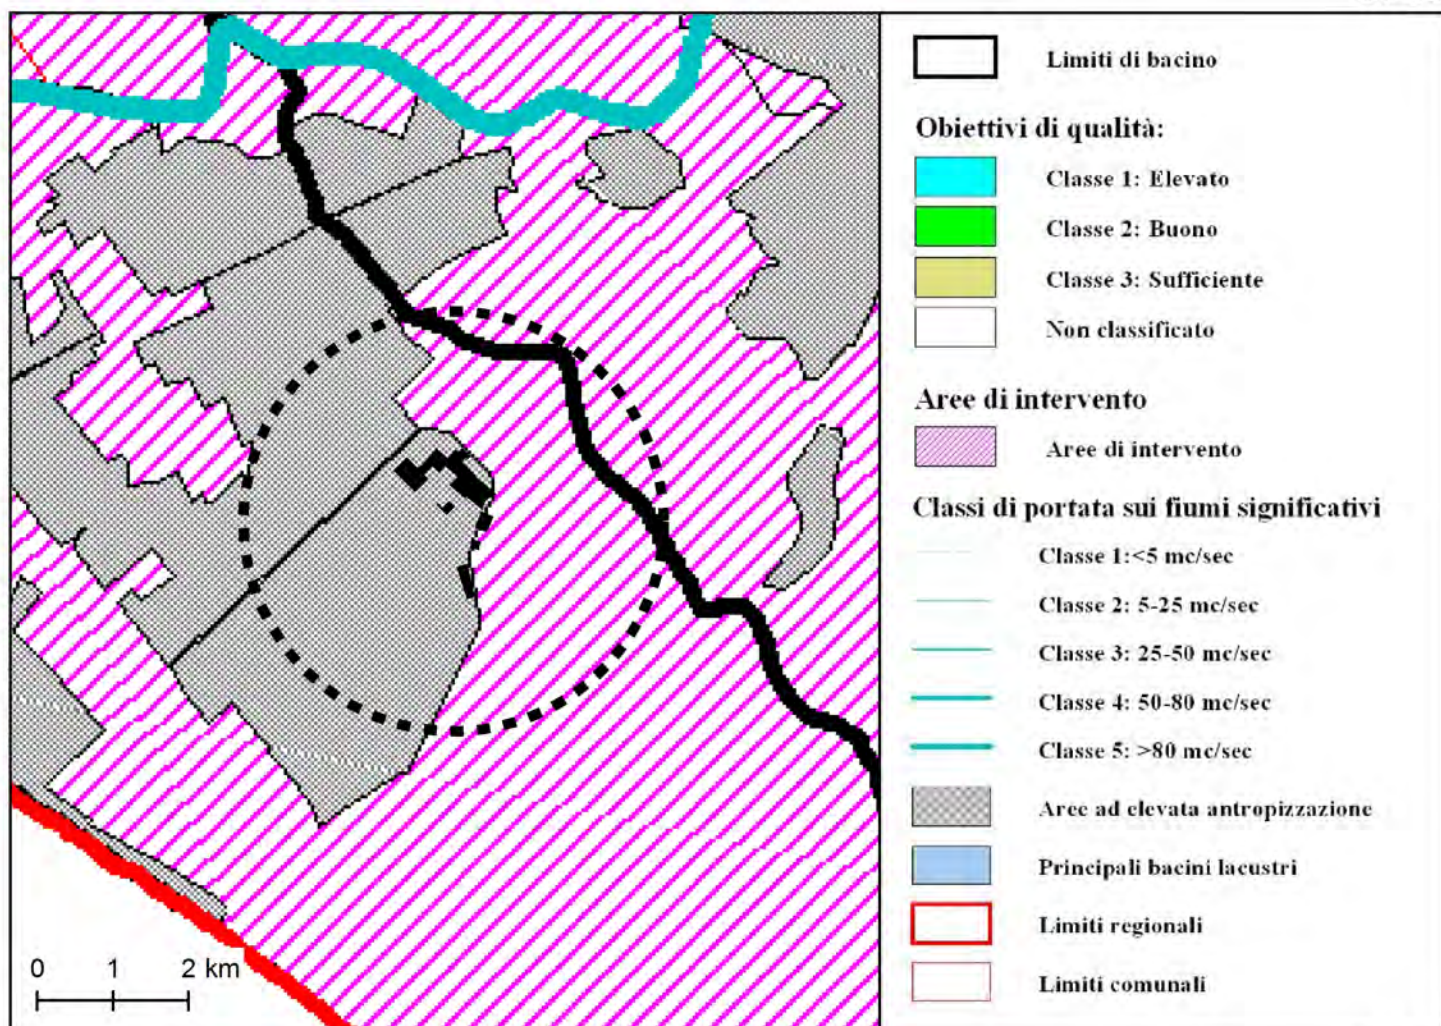 Limiti di bacino
Obiettivi di qualità:
Classe 1: Elevato
Classe 2: Buono
Classe 3: Sufficiente
Non classificato
Aree di intervento
Aree di intervento
Classi di portata sui fiumi significativi
Classe 1:<5 mc/sec
Classe 2: 5-25 mc/sec
Classe 3: 25-50 mc/sec
Classe 4: 50-80 mc/sec
Classe 5: >80 mc/sec
Aree ad elevata antropizzazione
Principali bacini lacustri
Limiti regionali
Limiti comunali
0 1 2 km